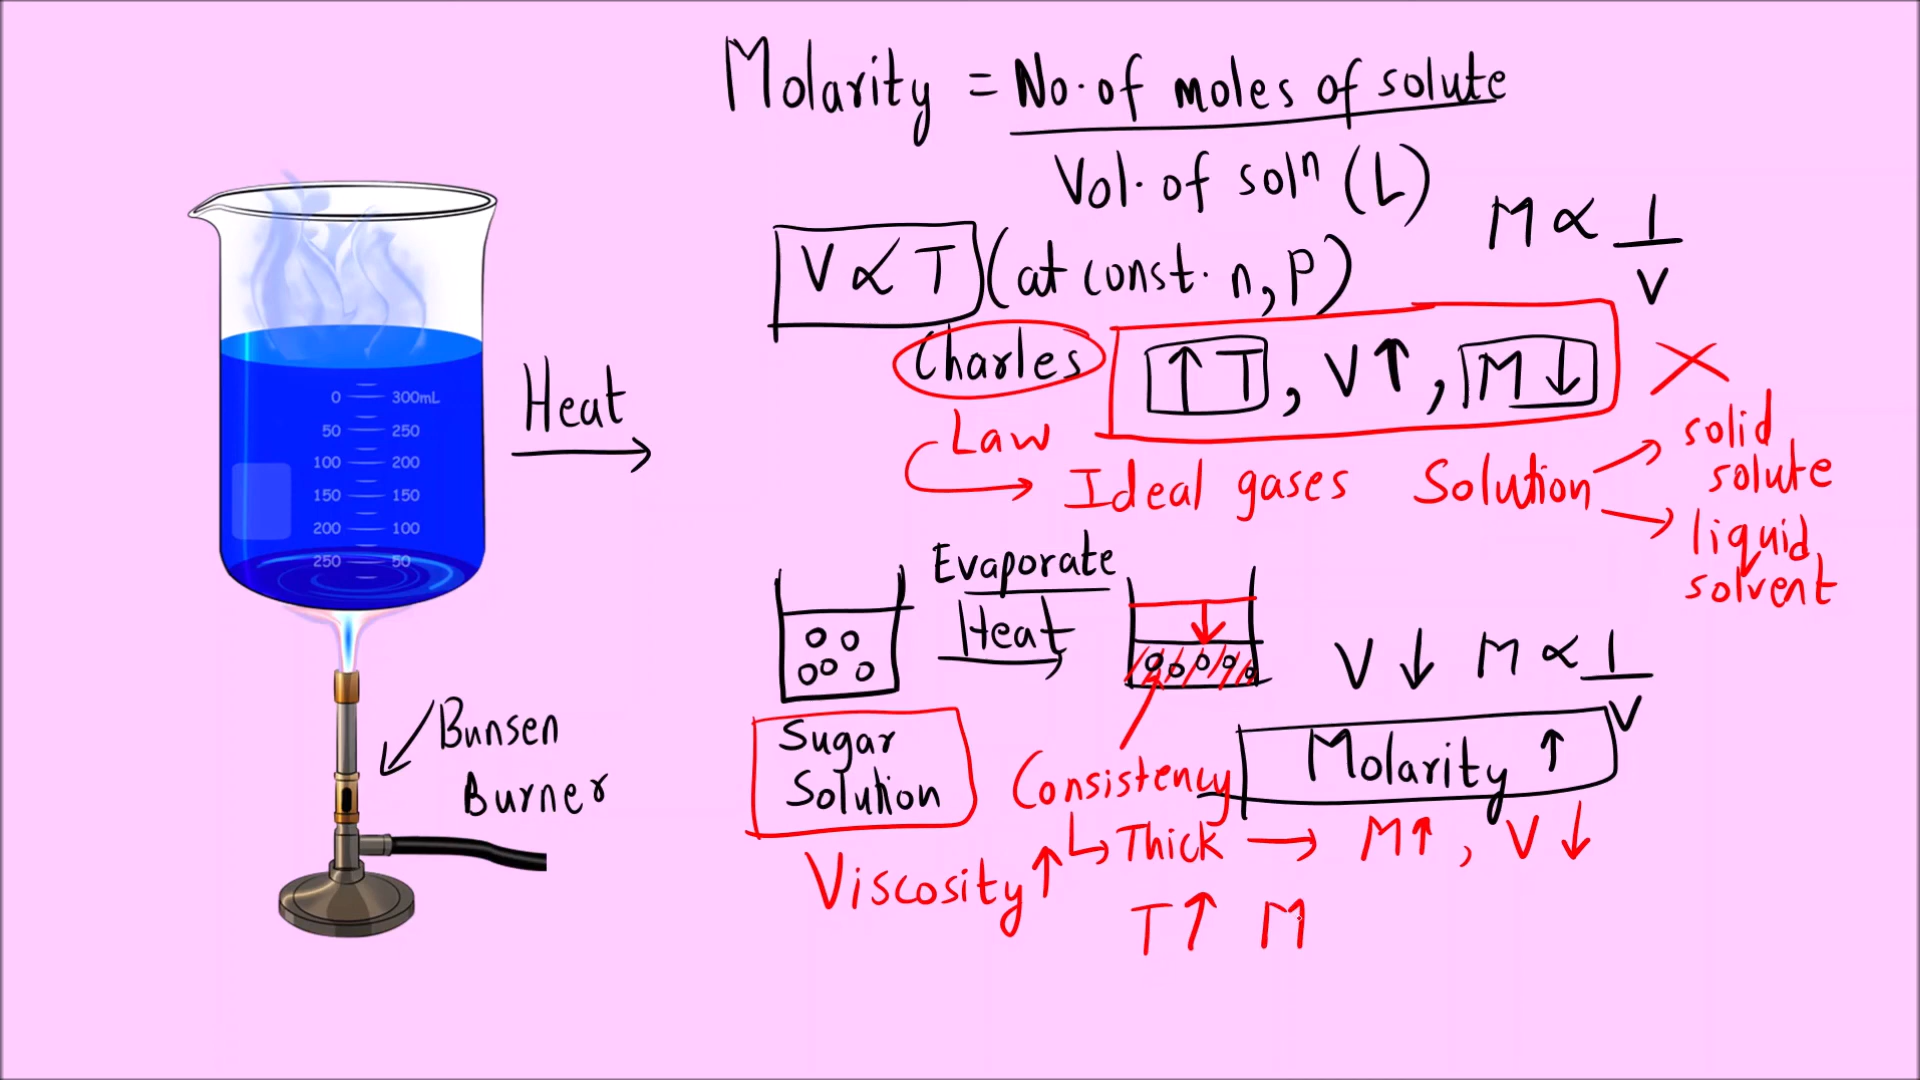 Molarity = No. of moles of solute
Vol. of solⁿ (L)
M ∝ 1
V
V ∝ T (at const. n, P)
Charles
Law
↑ T , V ↑ , M ↓
Ideal gases
Solution
solid
solute
liquid
solvent
0 300mL
50 250
100 200
150 150
200 100
250 50
Heat
Bunsen
Burner
Evaporate
Heat
Sugar
Solution
V ↓ M ∝ 1
V
Molarity ↑
Consistency
Thick → M↑ , V ↓
Viscosity ↑
T ↑ M